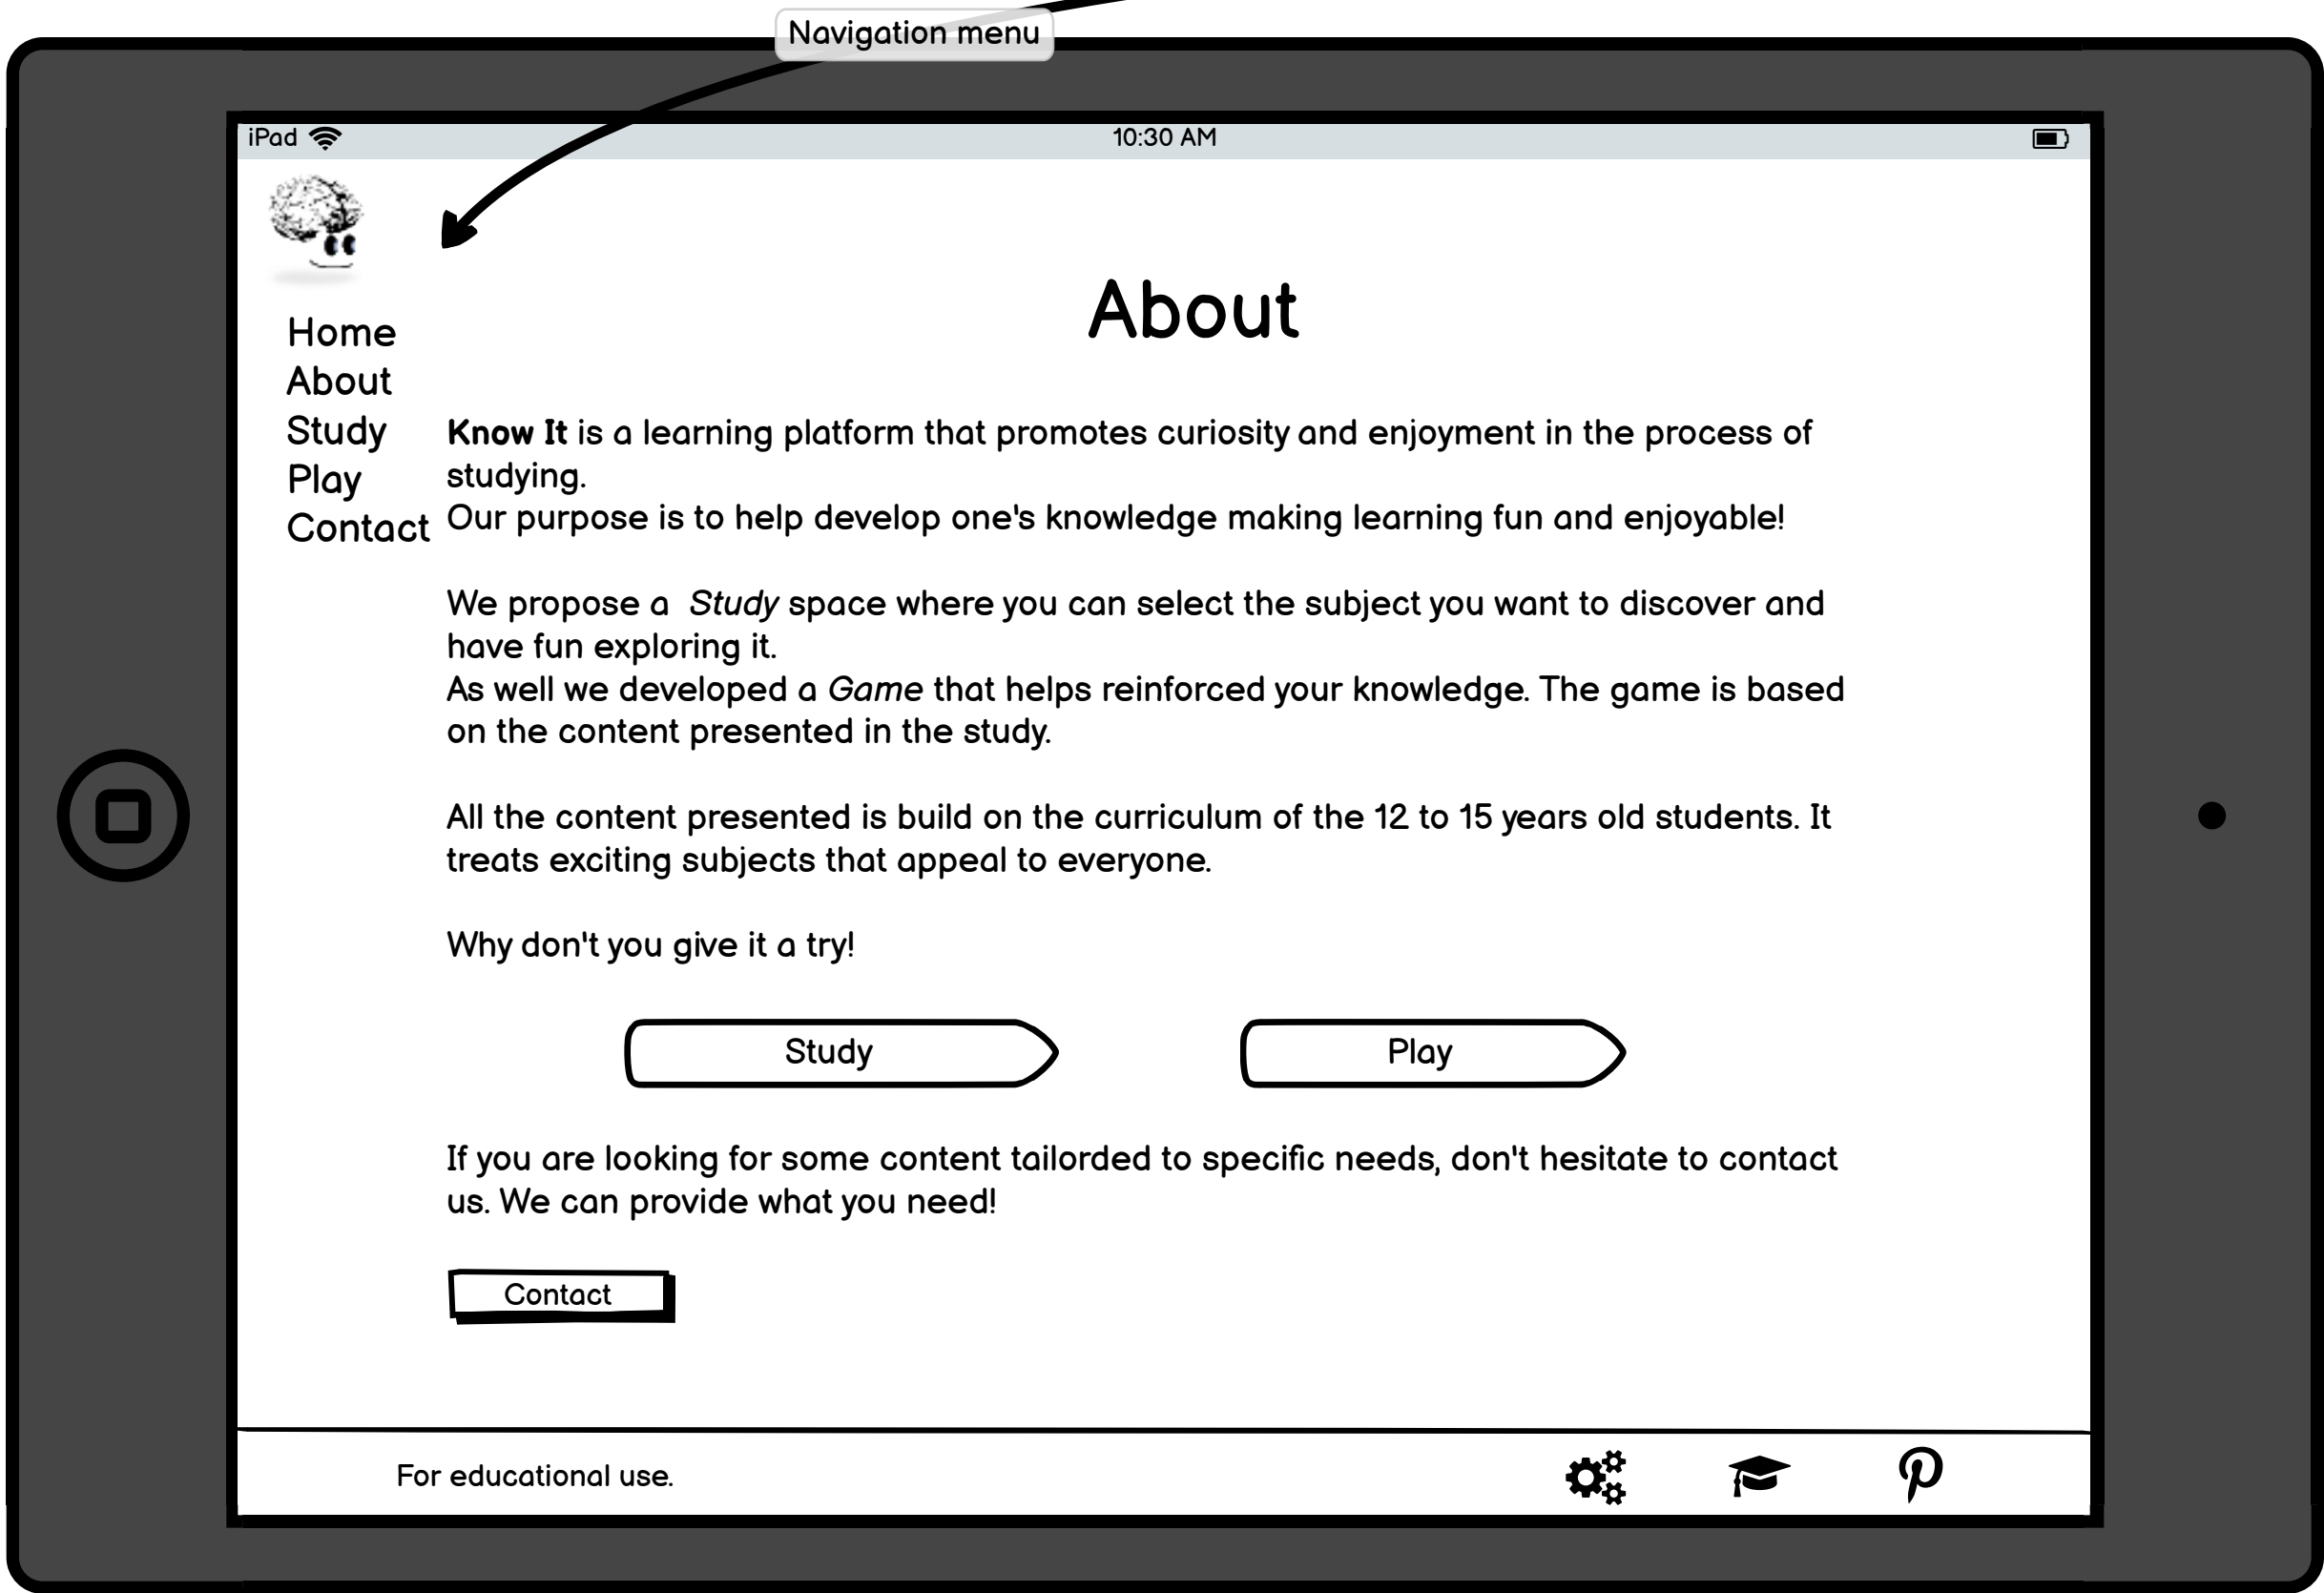 Navigation menu
iPad
10:30 AM
Home
About
Study
Play
Contact
About
Know It is a learning platform that promotes curiosity and enjoyment in the process of
studying.
Our purpose is to help develop one's knowledge making learning fun and enjoyable!
We propose a Study space where you can select the subject you want to discover and
have fun exploring it.
As well we developed a Game that helps reinforced your knowledge. The game is based
on the content presented in the study.
All the content presented is build on the curriculum of the 12 to 15 years old students. It
treats exciting subjects that appeal to everyone.
Why don't you give it a try!
Study
Play
If you are looking for some content tailorded to specific needs, don't hesitate to contact
us. We can provide what you need!
Contact
For educational use.